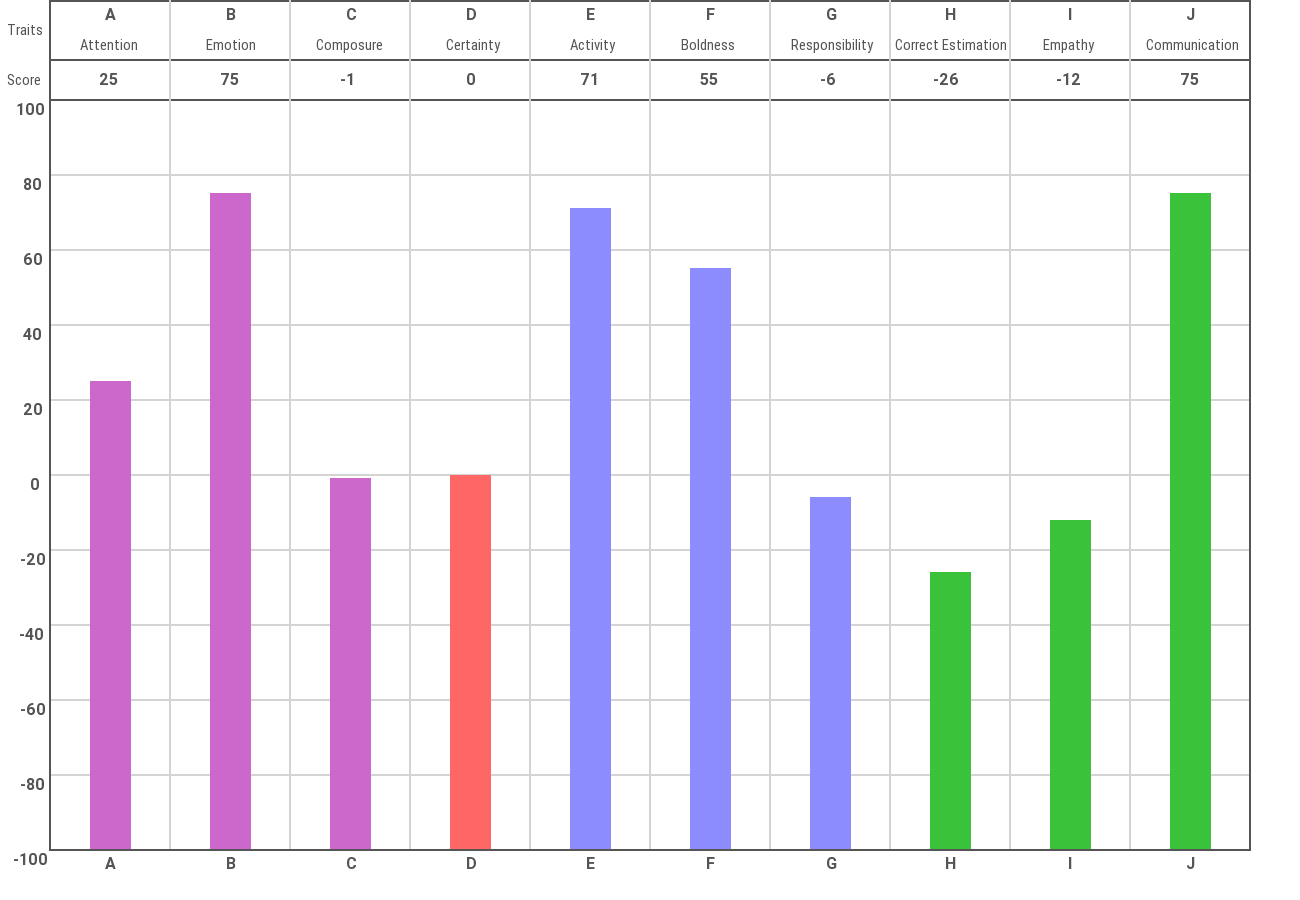 A B C D E F G H I J
Traits
Attention Emotion Composure Certainty Activity Boldness Responsibility Correct Estimation Empathy Communication
Score 25 75 -1 0 71 55 -6 -26 -12 75
100
80
60
40
20
0
-20
-40
-60
-80
-100
A B C D E F G H I J